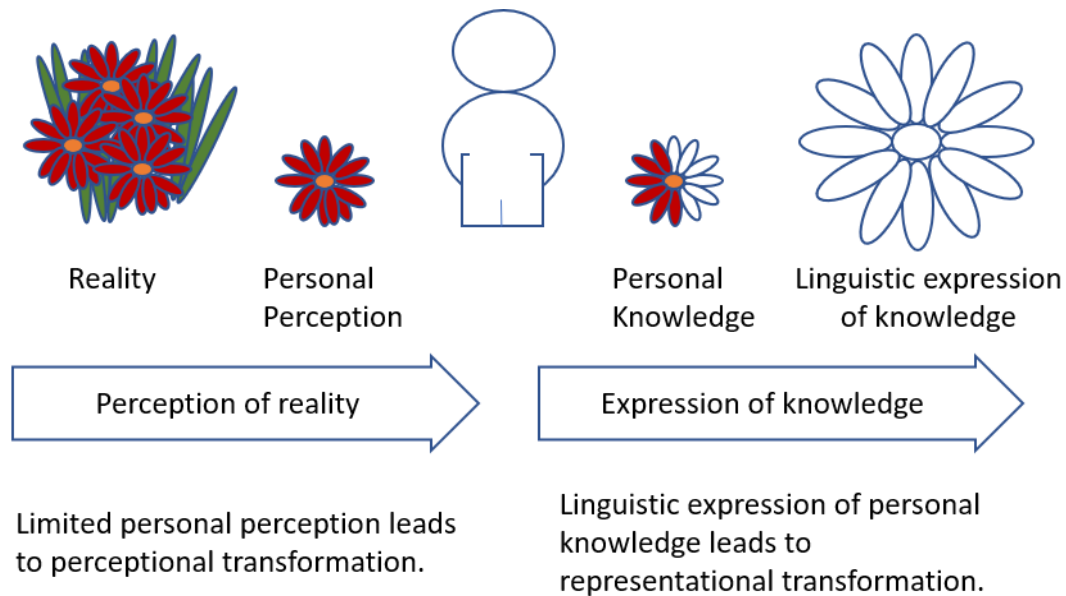 Reality
Personal
Perception
Personal
Knowledge
Linguistic expression
of knowledge
Perception of reality
Expression of knowledge
Limited personal perception leads
to perceptional transformation.
Linguistic expression of personal
knowledge leads to
representational transformation.